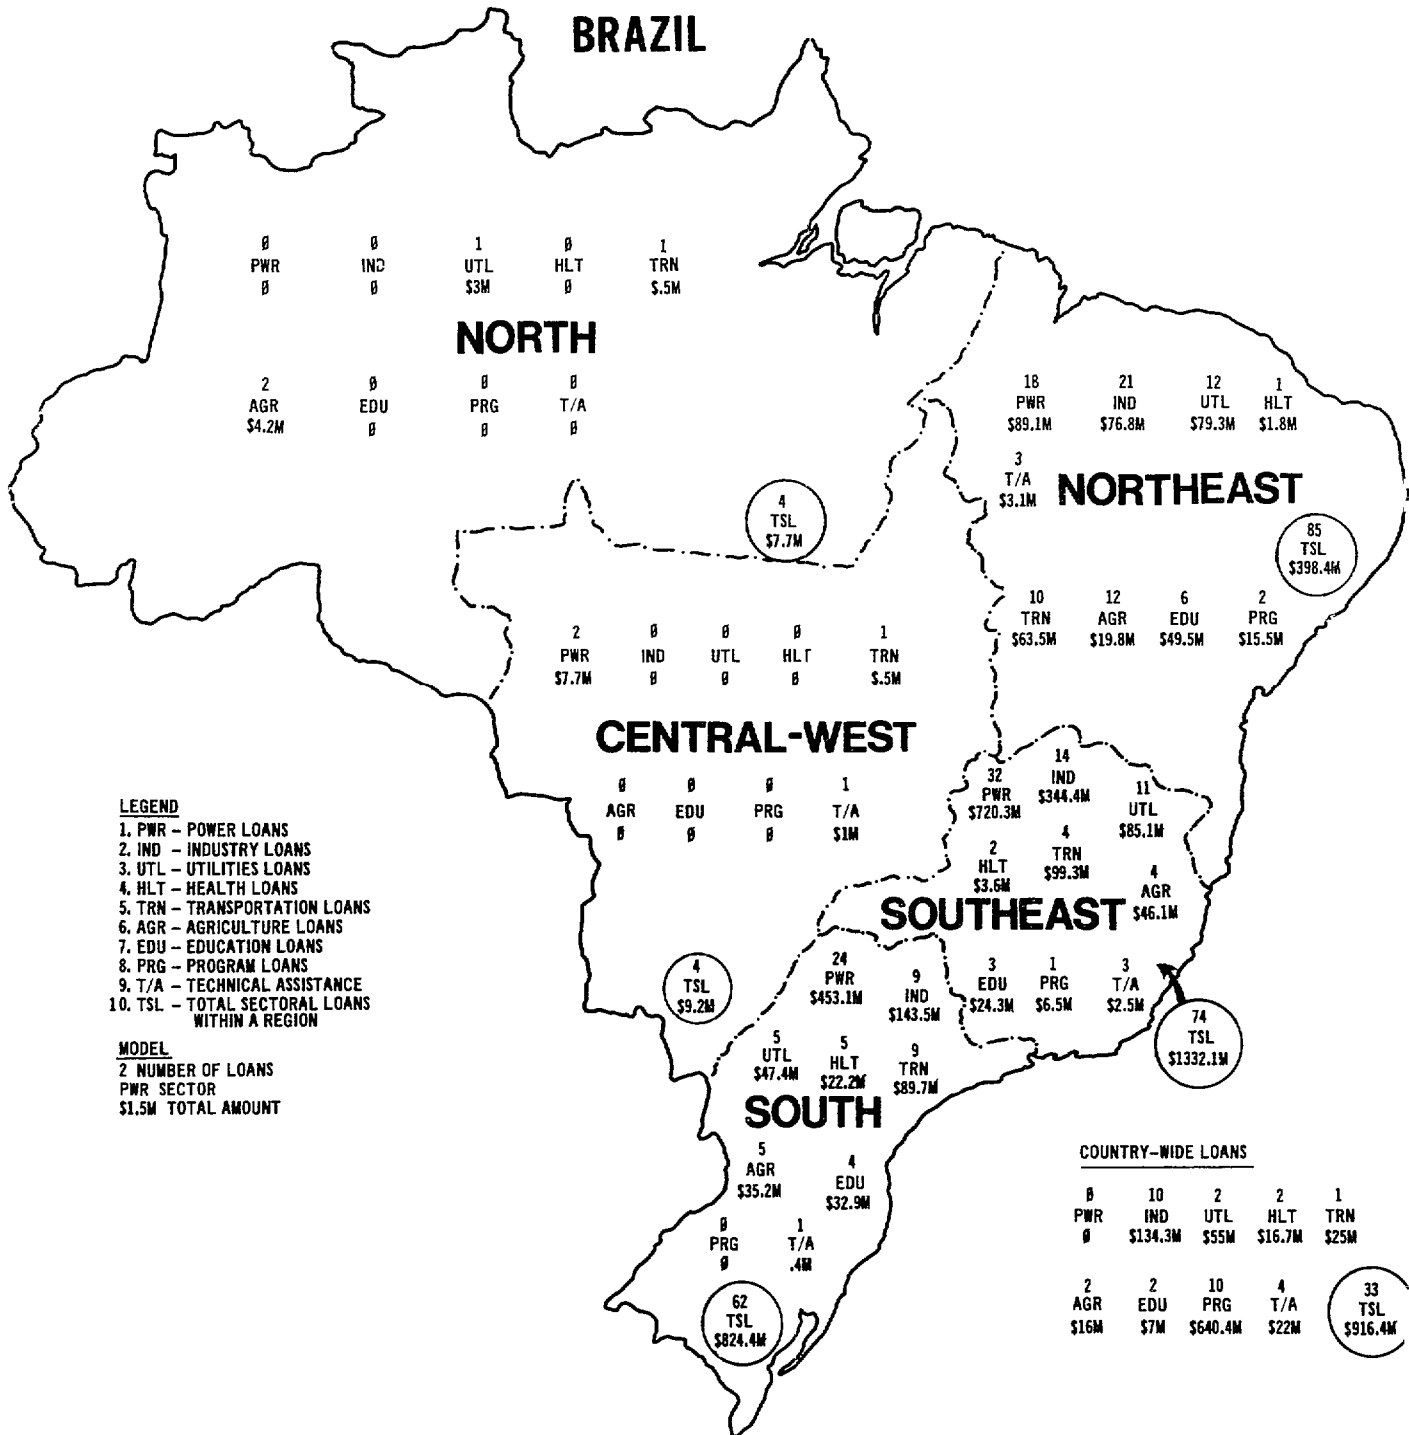 BRAZIL
Ø Ø 1 Ø 1
PWR IND UTL HLT TRN
Ø Ø $3M Ø $.5M
NORTH
2 Ø Ø Ø
AGR EDU PRG T/A
$4.2M Ø Ø Ø
4
TSL
$7.7M
18 21 12 1
PWR IND UTL HLT
$89.1M $76.8M $79.3M $1.8M
3
T/A
$3.1M
NORTHEAST
85
TSL
$398.4M
10 12 6 2
TRN AGR EDU PRG
$63.5M $19.8M $49.5M $15.5M
2 Ø Ø Ø 1
PWR IND UTL HLT TRN
$7.7M Ø Ø Ø $.5M
CENTRAL-WEST
Ø Ø Ø 1
AGR EDU PRG T/A
Ø Ø Ø $1M
4
TSL
$9.2M
32
PWR
$720.3M
14
IND
$344.4M
11
UTL
$85.1M
2
HLT
$3.6M
4
TRN
$99.3M
4
AGR
$46.1M
SOUTHEAST
3 1 3
EDU PRG T/A
$24.3M $6.5M $2.5M
74
TSL
$1332.1M
24
PWR
$453.1M
9
IND
$143.5M
5
UTL
$47.4M
5
HLT
$22.2M
9
TRN
$89.7M
SOUTH
5
AGR
$35.2M
4
EDU
$32.9M
Ø 1
PRG T/A
Ø .4M
62
TSL
$824.4M
LEGEND
1. PWR – POWER LOANS
2. IND – INDUSTRY LOANS
3. UTL – UTILITIES LOANS
4. HLT – HEALTH LOANS
5. TRN – TRANSPORTATION LOANS
6. AGR – AGRICULTURE LOANS
7. EDU – EDUCATION LOANS
8. PRG – PROGRAM LOANS
9. T/A – TECHNICAL ASSISTANCE
10. TSL – TOTAL SECTORAL LOANS
WITHIN A REGION
MODEL
2 NUMBER OF LOANS
PWR SECTOR
$1.5M TOTAL AMOUNT
COUNTRY-WIDE LOANS
Ø 10 2 2 1
PWR IND UTL HLT TRN
Ø $134.3M $55M $16.7M $25M
2 2 10 4
AGR EDU PRG T/A
$16M $7M $640.4M $22M
33
TSL
$916.4M